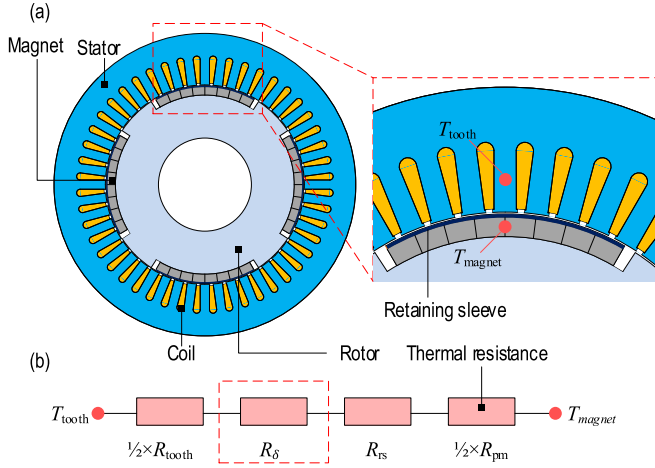 (a)
Magnet
Stator
T_tooth
T_magnet
Retaining sleeve
Coil
Rotor
Thermal resistance
(b)
T_tooth
T_magnet
½×R_tooth
R_δ
R_rs
½×R_pm